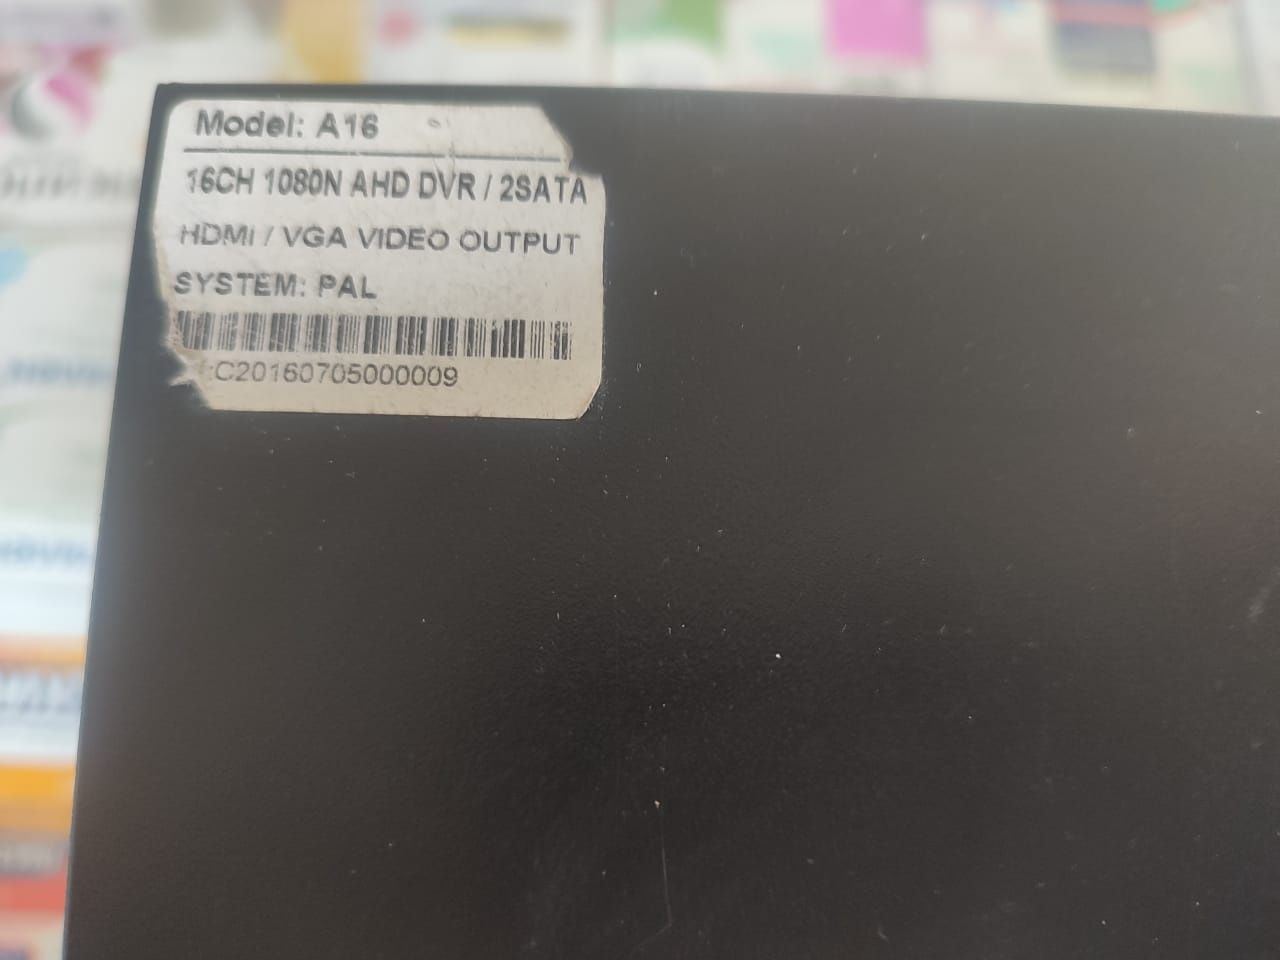 Model: A16
16CH 1080N AHD DVR / 2SATA
HDMI / VGA VIDEO OUTPUT
SYSTEM: PAL
:C20160705000009